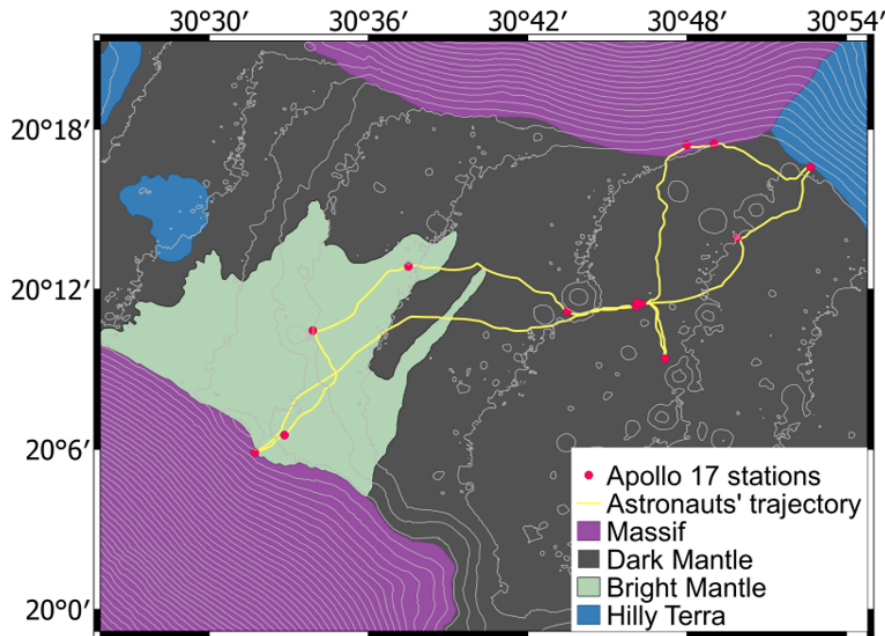 30°30′ 30°36′ 30°42′ 30°48′ 30°54′
20°18′
20°12′
20°6′
20°0′
Apollo 17 stations
Astronauts' trajectory
Massif
Dark Mantle
Bright Mantle
Hilly Terra